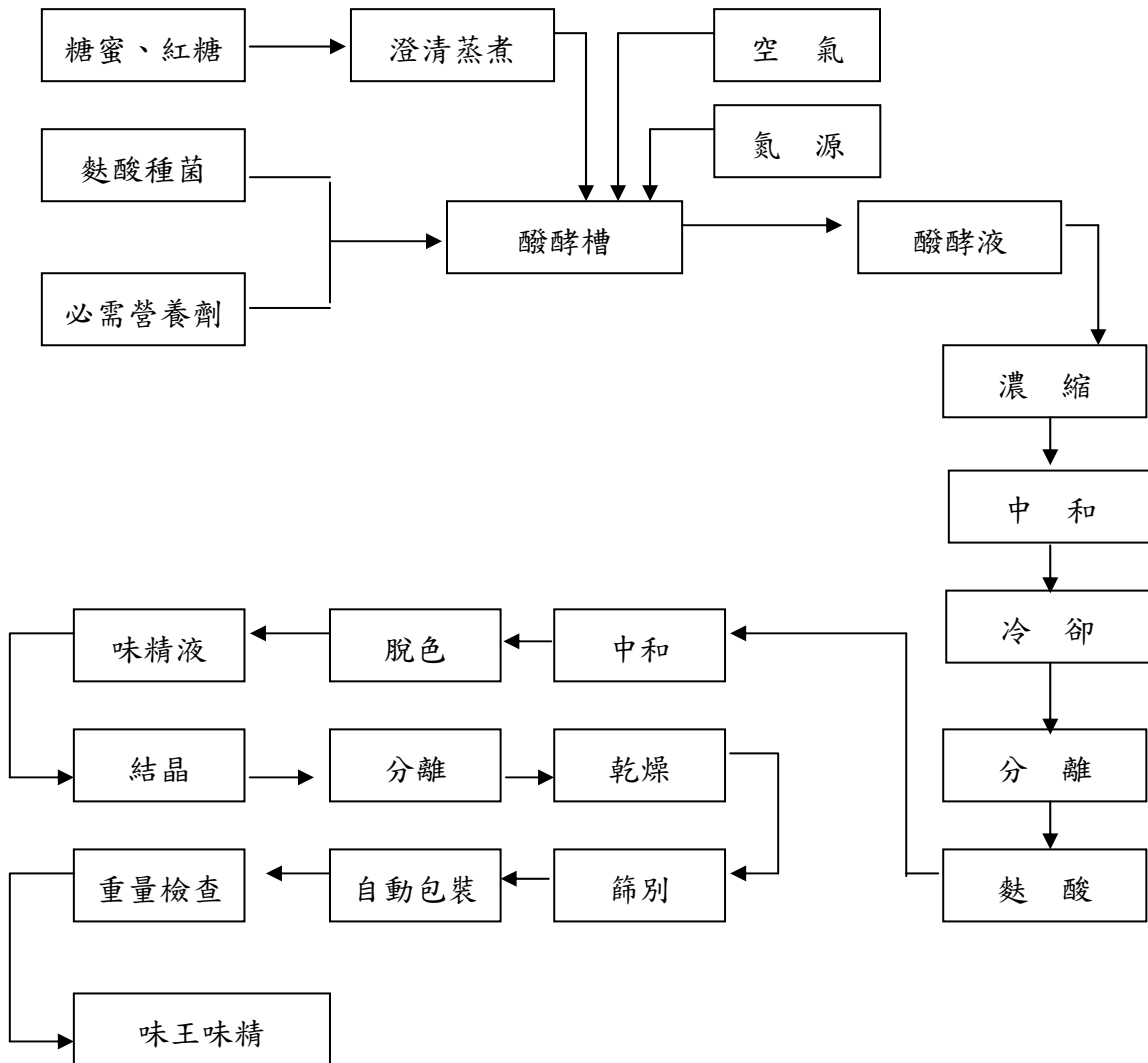 糖蜜、紅糖
澄清蒸煮
空 氣
氮 源
麩酸種菌
醱酵槽
醱酵液
必需營養劑
濃 縮
中 和
冷 卻
分 離
麩 酸
中和
脫色
味精液
結晶
分離
乾燥
篩別
自動包裝
重量檢查
味王味精